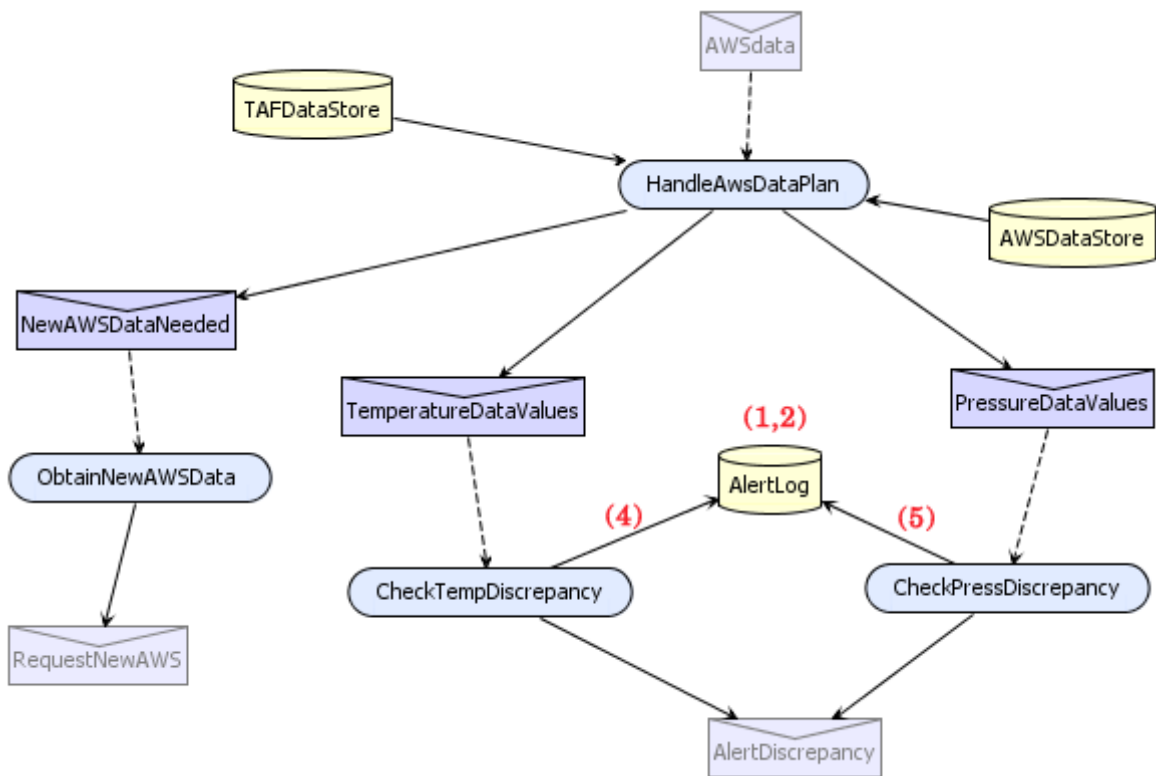 AWSdata
TAFDataStore
HandleAwsDataPlan
AWSDataStore
NewAWSDataNeeded
TemperatureDataValues
PressureDataValues
(1,2)
AlertLog
ObtainNewAWSData
(4)
(5)
CheckTempDiscrepancy
CheckPressDiscrepancy
RequestNewAWS
AlertDiscrepancy